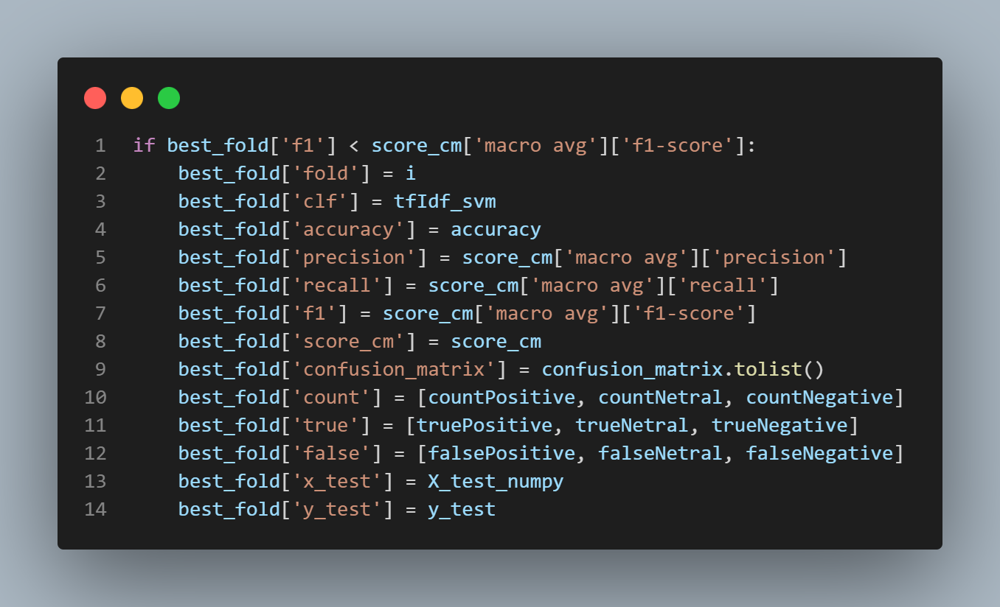 1 if best_fold['f1'] < score_cm['macro avg']['f1-score']:
2     best_fold['fold'] = i
3     best_fold['clf'] = tfIdf_svm
4     best_fold['accuracy'] = accuracy
5     best_fold['precision'] = score_cm['macro avg']['precision']
6     best_fold['recall'] = score_cm['macro avg']['recall']
7     best_fold['f1'] = score_cm['macro avg']['f1-score']
8     best_fold['score_cm'] = score_cm
9     best_fold['confusion_matrix'] = confusion_matrix.tolist()
10     best_fold['count'] = [countPositive, countNetral, countNegative]
11     best_fold['true'] = [truePositive, trueNetral, trueNegative]
12     best_fold['false'] = [falsePositive, falseNetral, falseNegative]
13     best_fold['x_test'] = X_test_numpy
14     best_fold['y_test'] = y_test